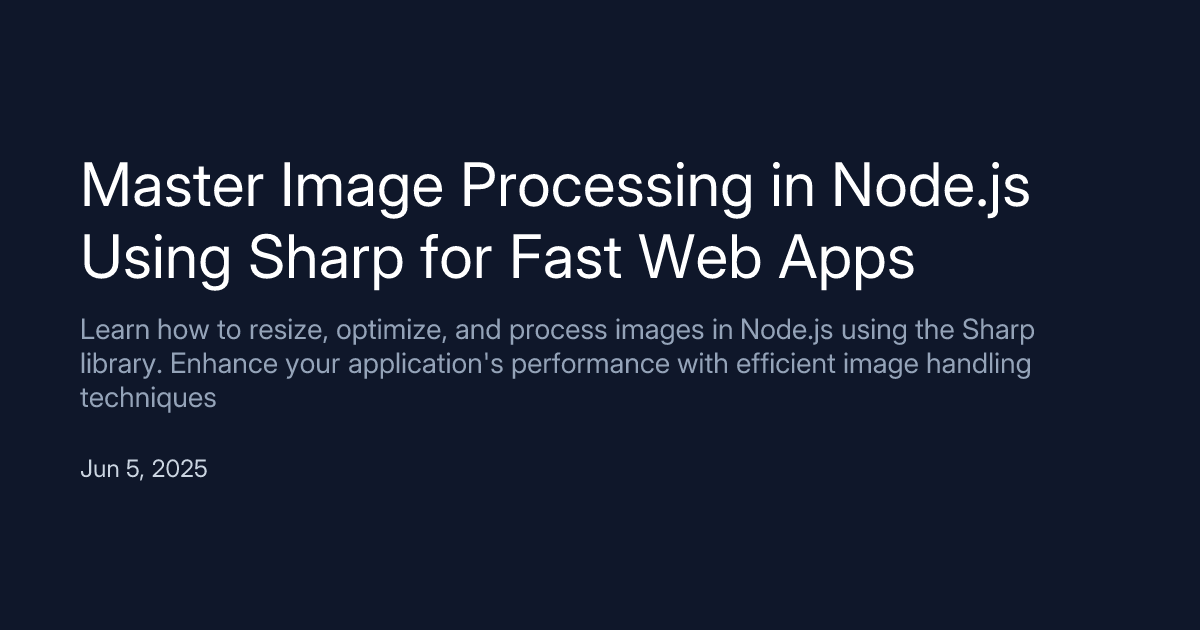 Master Image Processing in Node.js
Using Sharp for Fast Web Apps
Learn how to resize, optimize, and process images in Node.js using the Sharp
library. Enhance your application's performance with efficient image handling
techniques
Jun 5, 2025